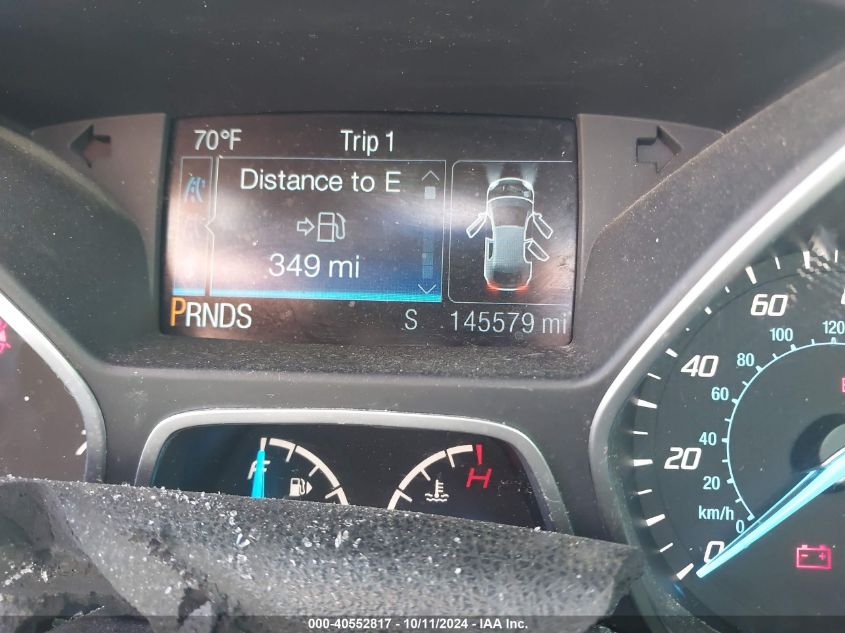 70°F Trip 1
Distance to E
349 mi
PRNDS S 145579 mi
F H
60
40
20
0
120
100
80
60
40
20
0
km/h
000-40552817 - 10/11/2024 - IAA Inc.